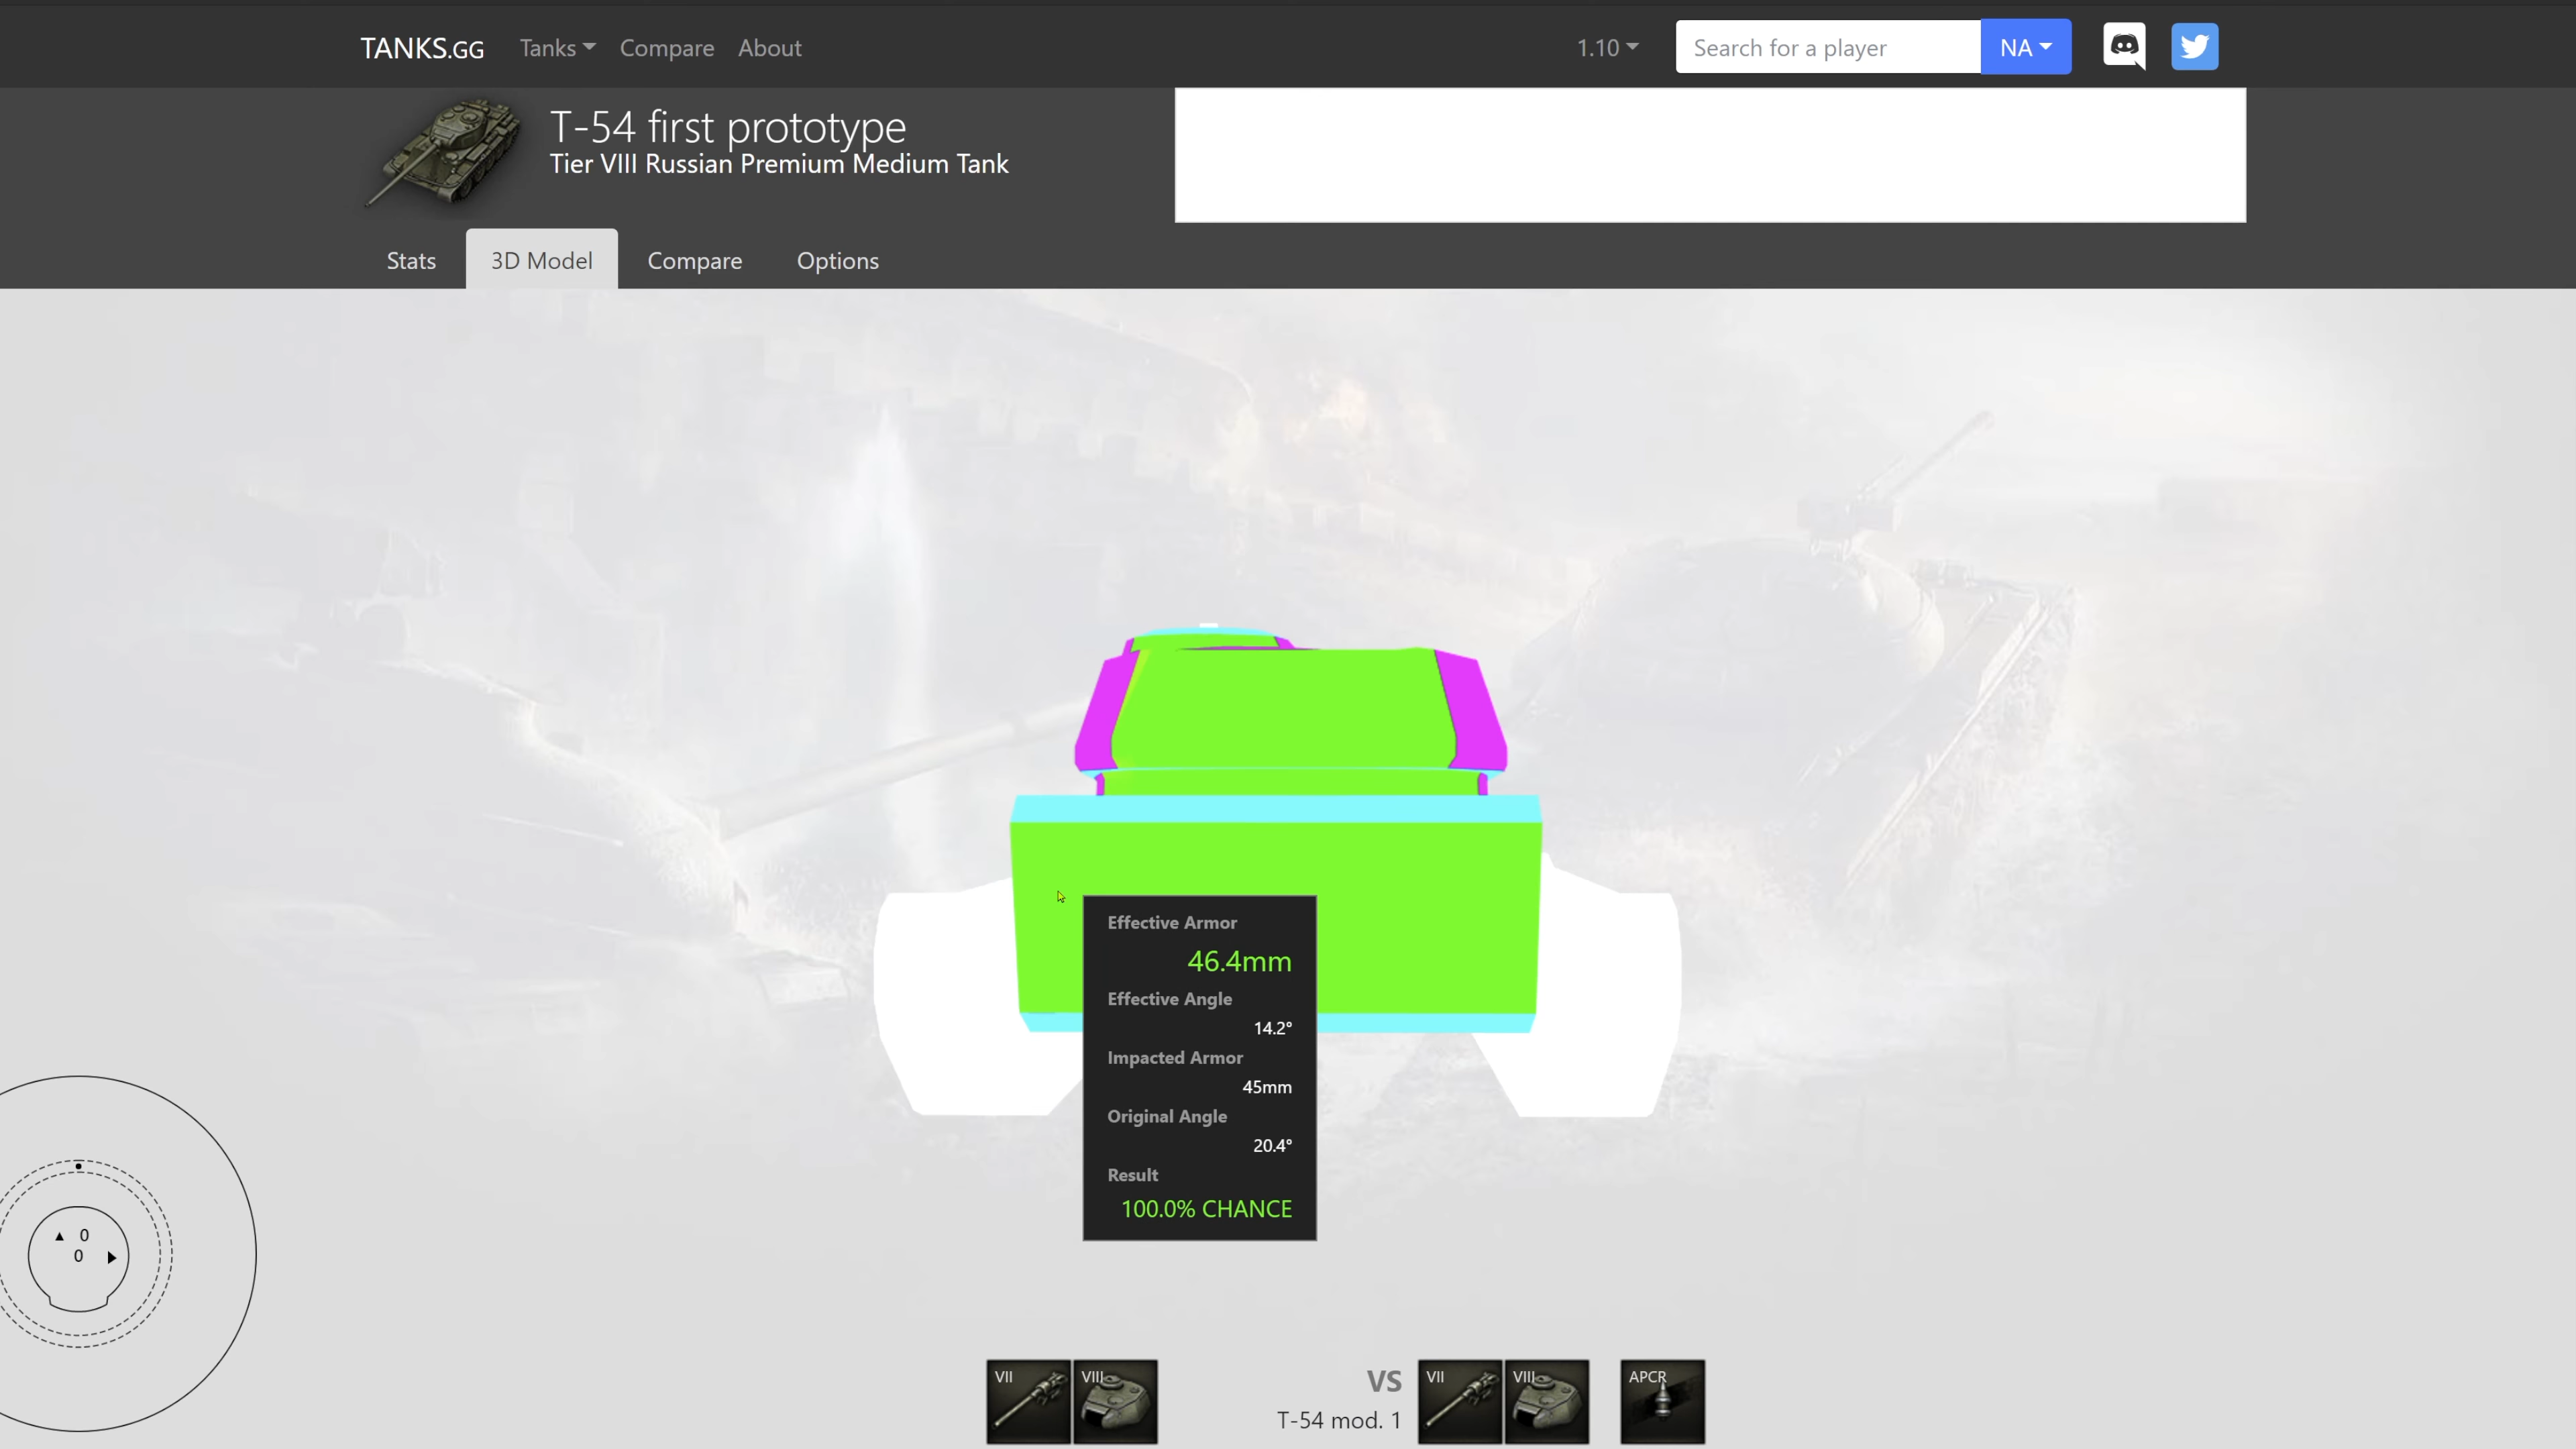 TANKS.GG Tanks Compare About 1.10 Search for a player NA
T-54 first prototype
Tier VIII Russian Premium Medium Tank
Stats 3D Model Compare Options
Effective Armor
46.4mm
Effective Angle
14.2°
Impacted Armor
45mm
Original Angle
20.4°
Result
100.0% CHANCE
0
0
VII VIII VS VII VIII APCR
T-54 mod. 1